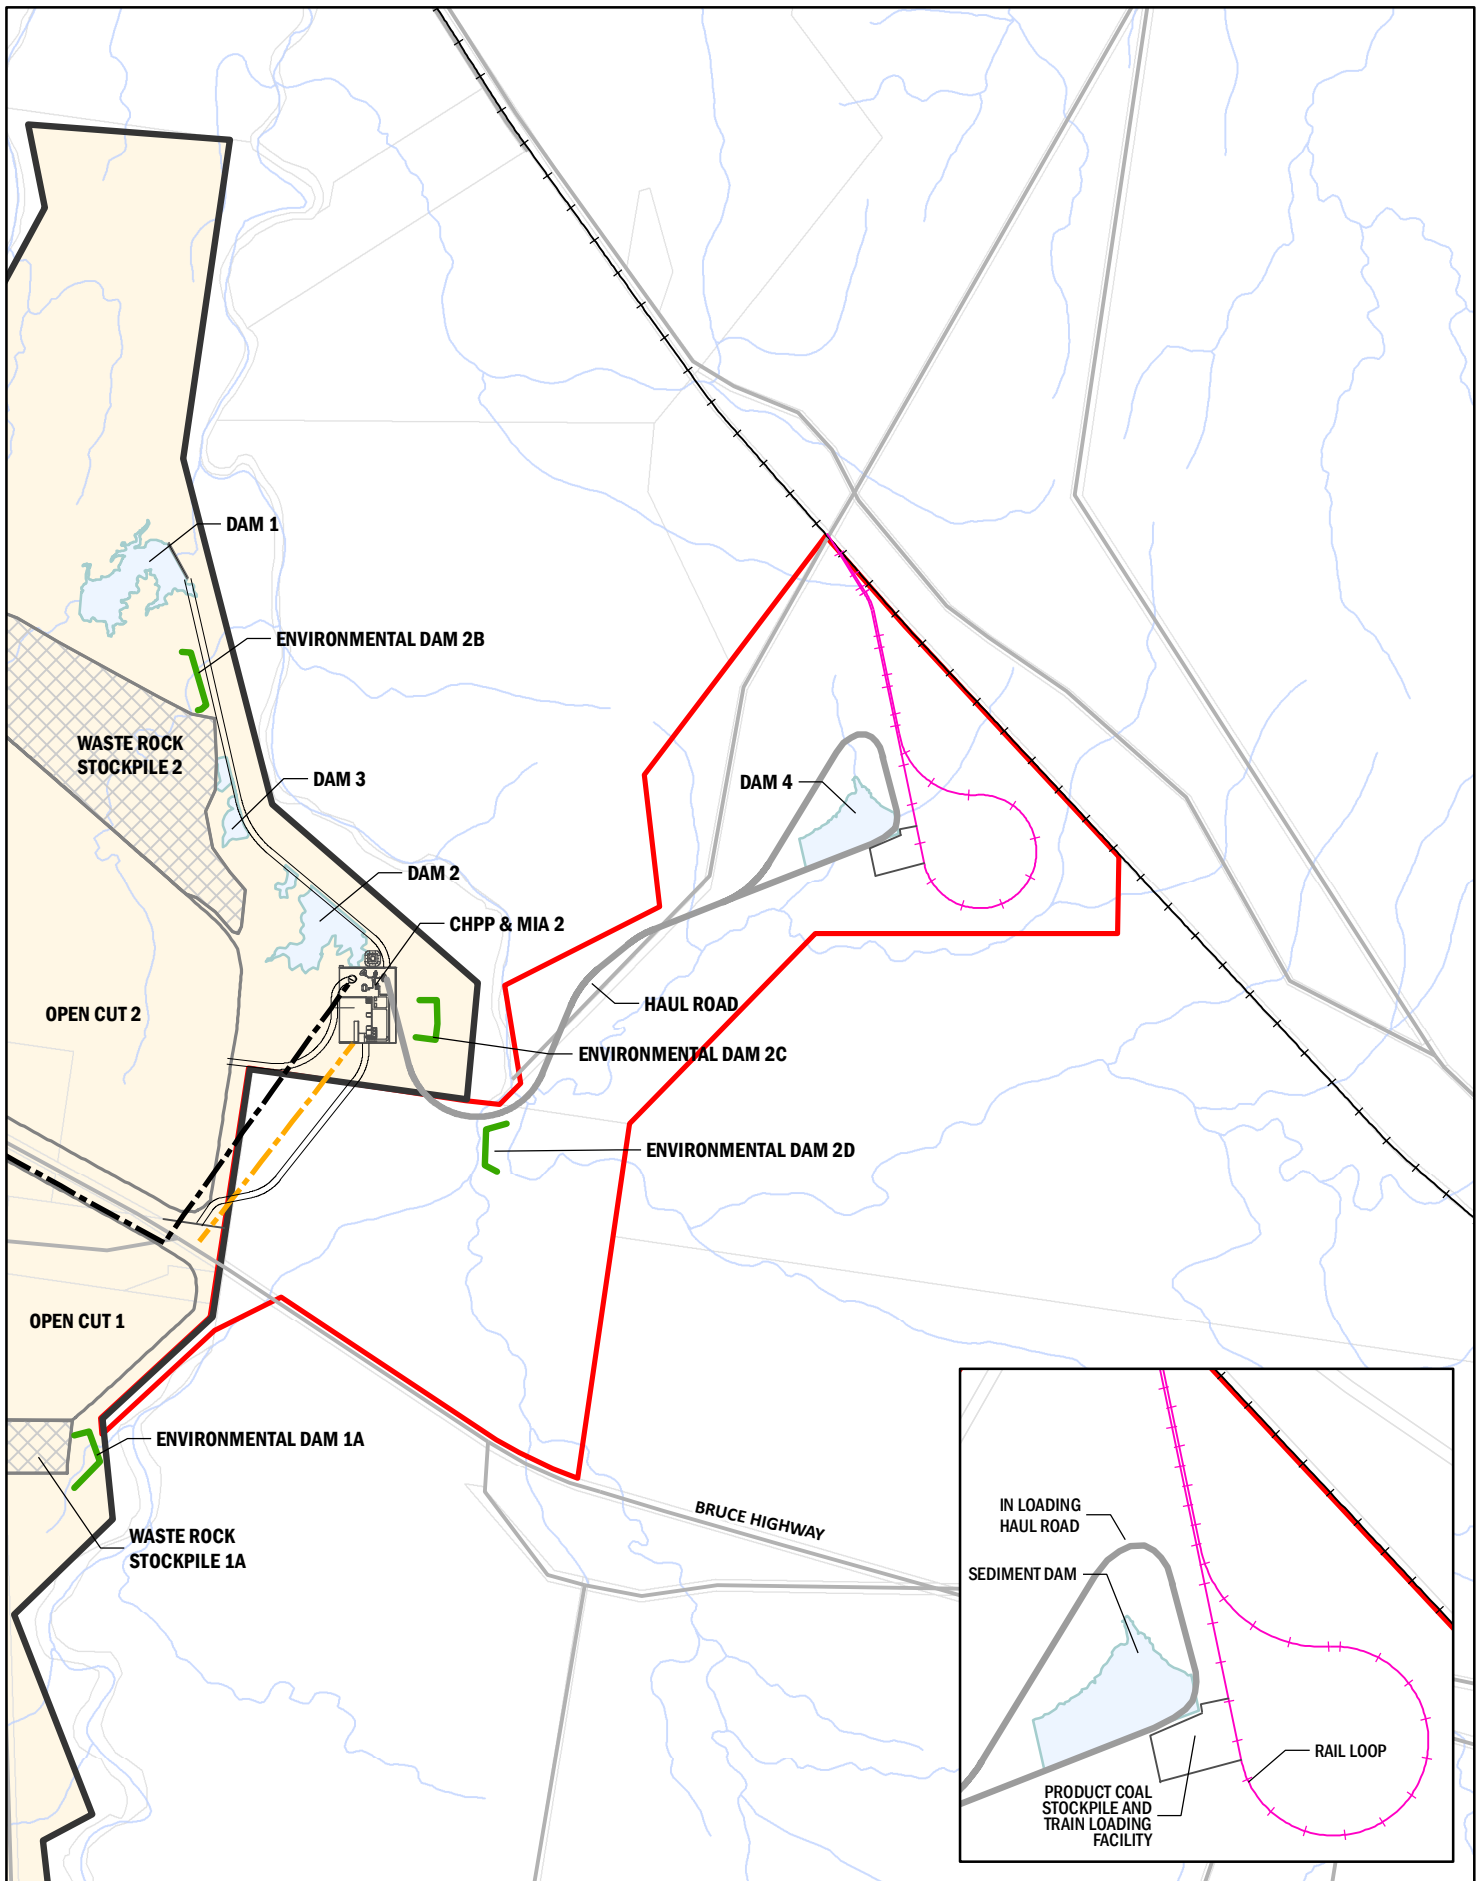 DAM 1
ENVIRONMENTAL DAM 2B
WASTE ROCK
STOCKPILE 2
DAM 3
DAM 4
DAM 2
CHPP & MIA 2
HAUL ROAD
OPEN CUT 2
ENVIRONMENTAL DAM 2C
ENVIRONMENTAL DAM 2D
OPEN CUT 1
ENVIRONMENTAL DAM 1A
WASTE ROCK
STOCKPILE 1A
BRUCE HIGHWAY
IN LOADING
HAUL ROAD
SEDIMENT DAM
RAIL LOOP
PRODUCT COAL
STOCKPILE AND
TRAIN LOADING
FACILITY